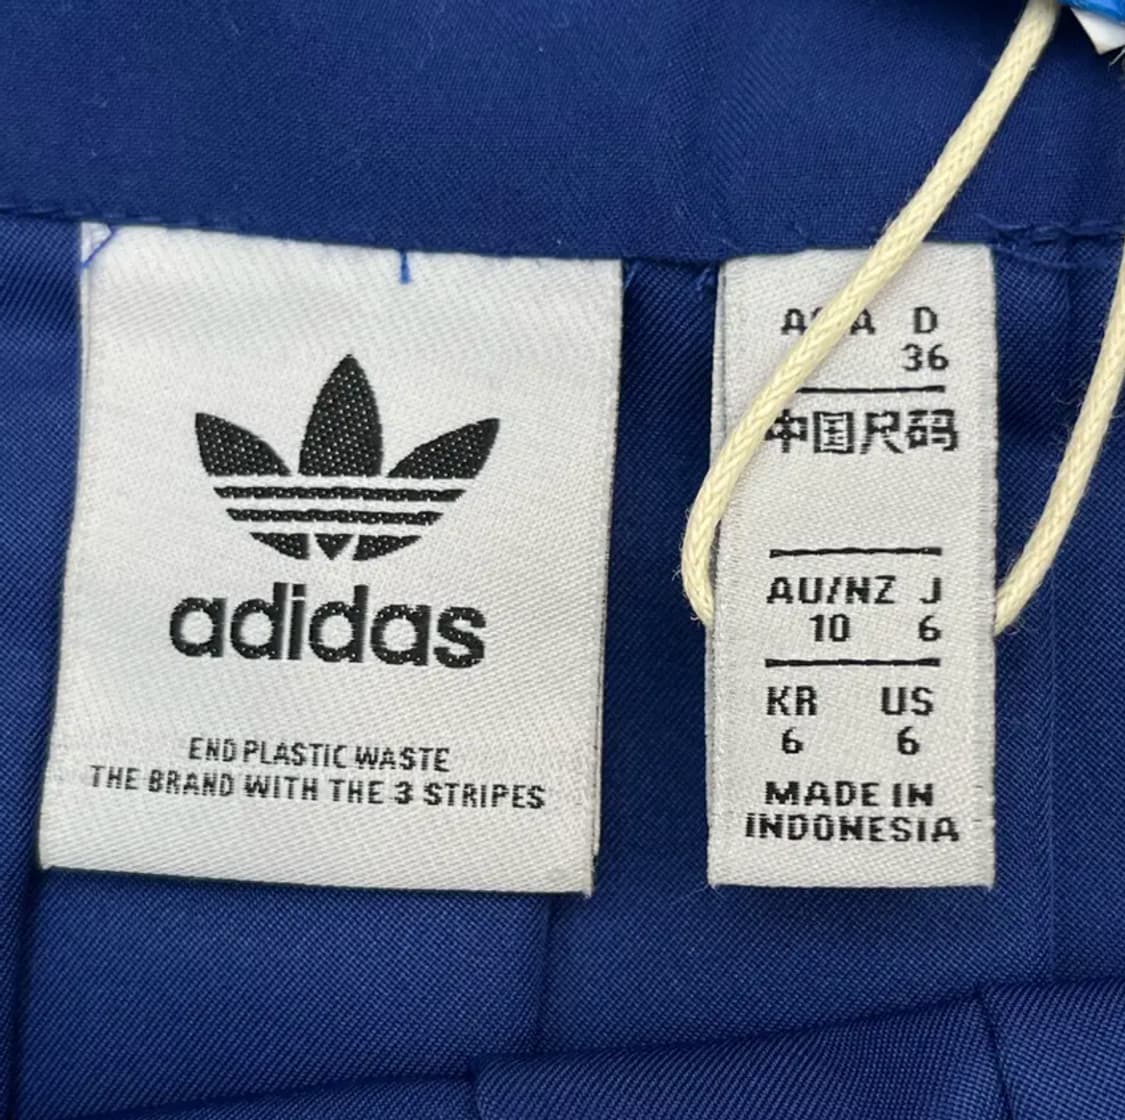 adidas
END PLASTIC WASTE
THE BRAND WITH THE 3 STRIPES
D
36
中国尺码
AU/NZ J
10 6
KR US
6 6
MADE IN
INDONESIA